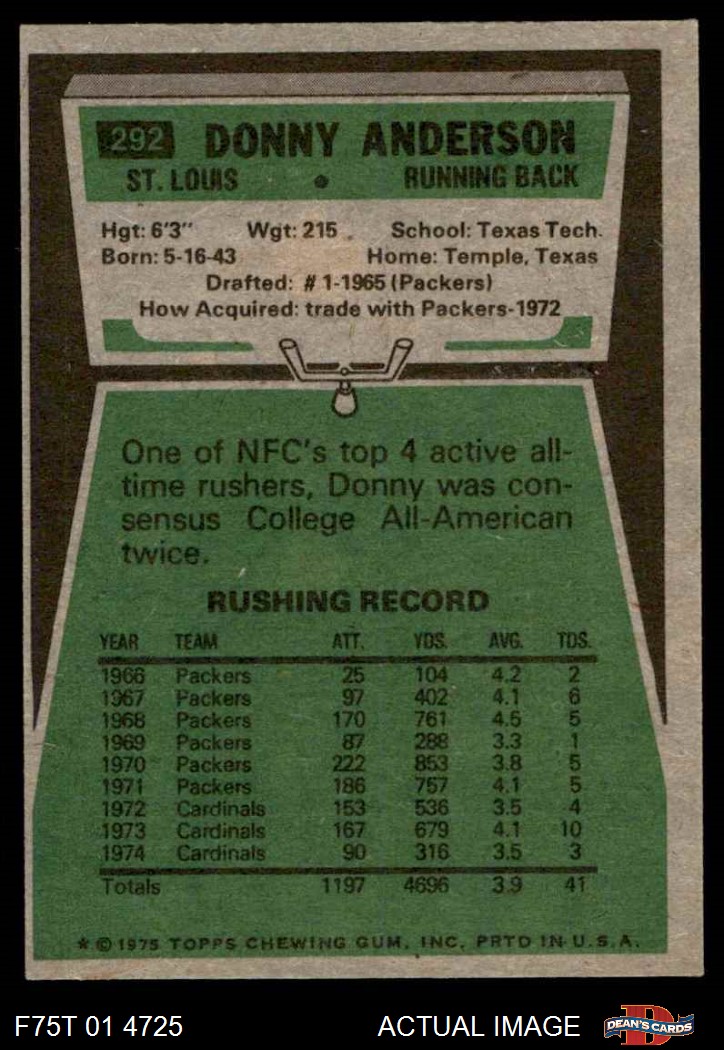 292 DONNY ANDERSON
ST. LOUIS • RUNNING BACK
Hgt: 6'3" Wgt: 215 School: Texas Tech.
Born: 5-16-43 Home: Temple, Texas
Drafted: #1-1965 (Packers)
How Acquired: trade with Packers-1972
One of NFC's top 4 active all-
time rushers, Donny was con-
sensus College All-American
twice.
RUSHING RECORD
YEAR TEAM ATT. YDS. AVG. TDS.
1966 Packers 25 104 4.2 2
1967 Packers 97 402 4.1 6
1968 Packers 170 761 4.5 5
1969 Packers 87 288 3.3 1
1970 Packers 222 853 3.8 5
1971 Packers 186 757 4.1 5
1972 Cardinals 153 536 3.5 4
1973 Cardinals 167 679 4.1 10
1974 Cardinals 90 316 3.5 3
Totals 1197 4696 3.9 41
* © 1975 TOPPS CHEWING GUM, INC. PRTD IN U.S.A.
F75T 01 4725 ACTUAL IMAGE DEAN'S CARDS